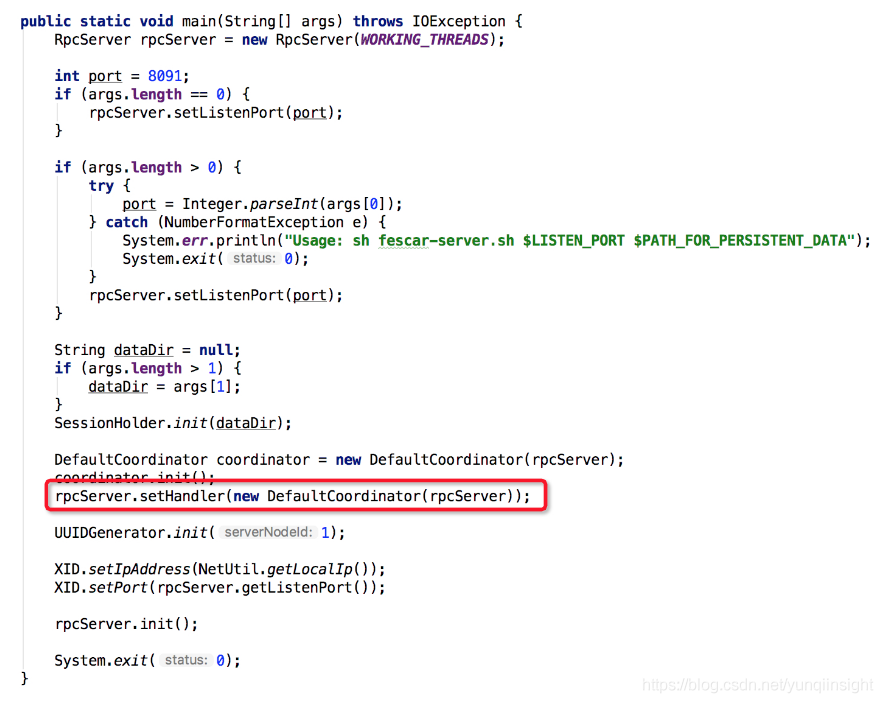 public static void main(String[] args) throws IOException {
RpcServer rpcServer = new RpcServer(WORKING_THREADS);
int port = 8091;
if (args.length == 0) {
rpcServer.setListenPort(port);
}
if (args.length > 0) {
try {
port = Integer.parseInt(args[0]);
} catch (NumberFormatException e) {
System.err.println("Usage: sh fescar-server.sh $LISTEN_PORT $PATH_FOR_PERSISTENT_DATA");
System.exit( status: 0);
}
rpcServer.setListenPort(port);
}
String dataDir = null;
if (args.length > 1) {
dataDir = args[1];
}
SessionHolder.init(dataDir);
DefaultCoordinator coordinator = new DefaultCoordinator(rpcServer);
coordinator.init();
rpcServer.setHandler(new DefaultCoordinator(rpcServer));
UUIDGenerator.init( serverNodeId: 1);
XID.setIpAddress(NetUtil.getLocalIp());
XID.setPort(rpcServer.getListenPort());
rpcServer.init();
System.exit( status: 0);
}
https://blog.csdn.net/yunqiinsight